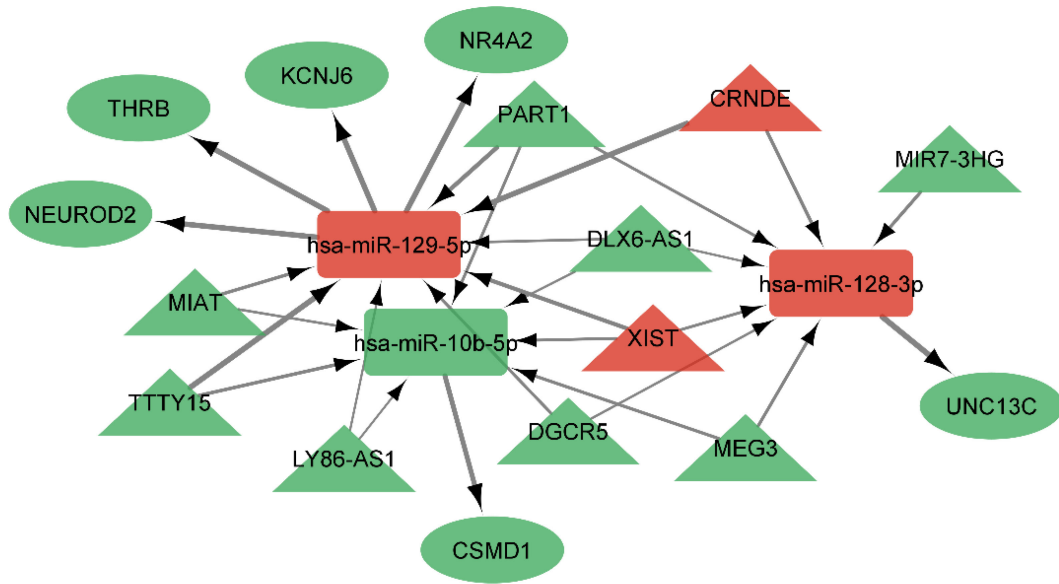 NR4A2
KCNJ6
THRB
PART1
CRNDE
MIR7-3HG
NEUROD2
hsa-miR-129-5p
DLX6-AS1
hsa-miR-128-3p
MIAT
hsa-miR-10b-5p
XIST
TTTY15
DGCR5
UNC13C
LY86-AS1
MEG3
CSMD1